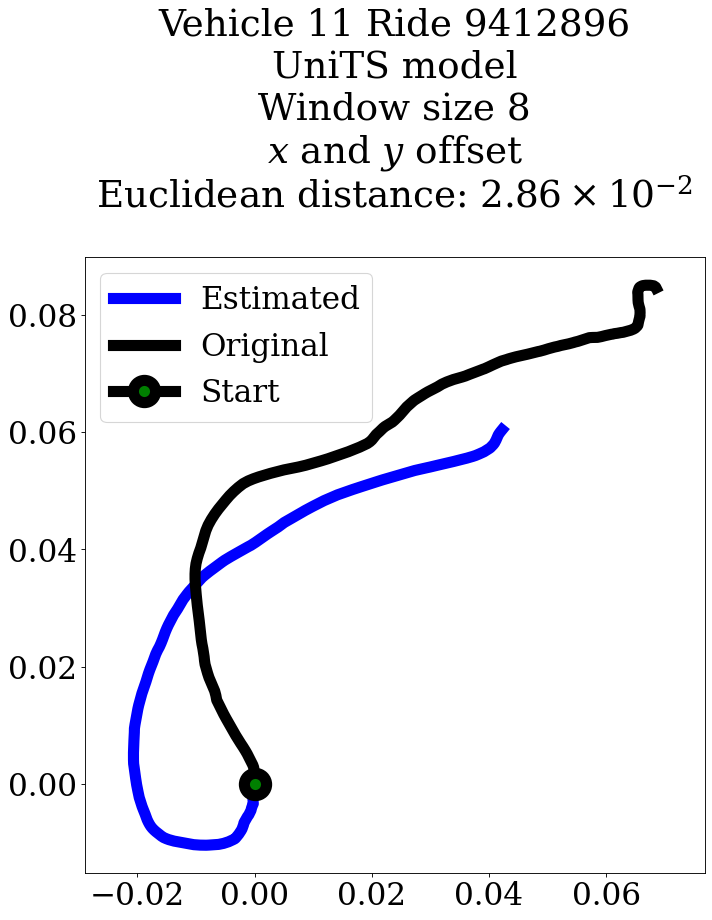 Vehicle 11 Ride 9412896
UniTS model
Window size 8
x and y offset
Euclidean distance: 2.86 × 10⁻²
Estimated
Original
Start
0.08
0.06
0.04
0.02
0.00
−0.02 0.00 0.02 0.04 0.06